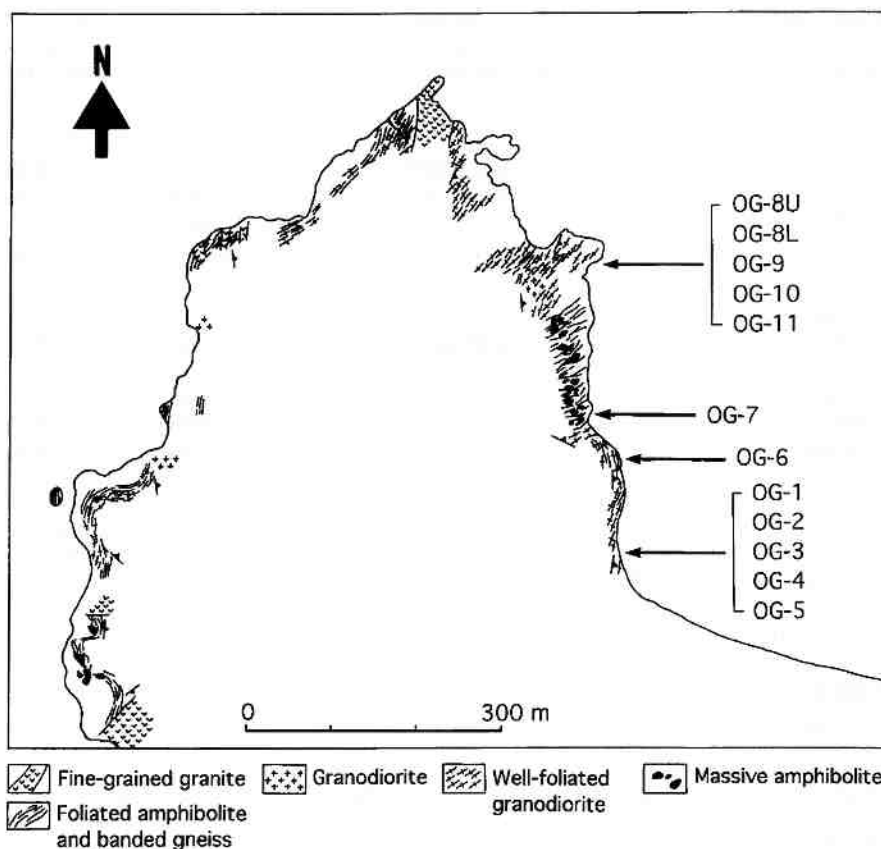 N
OG-8U
OG-8L
OG-9
OG-10
OG-11
OG-7
OG-6
OG-1
OG-2
OG-3
OG-4
OG-5
0 300 m
Fine-grained granite
Granodiorite
Well-foliated
granodiorite
Massive amphibolite
Foliated amphibolite
and banded gneiss